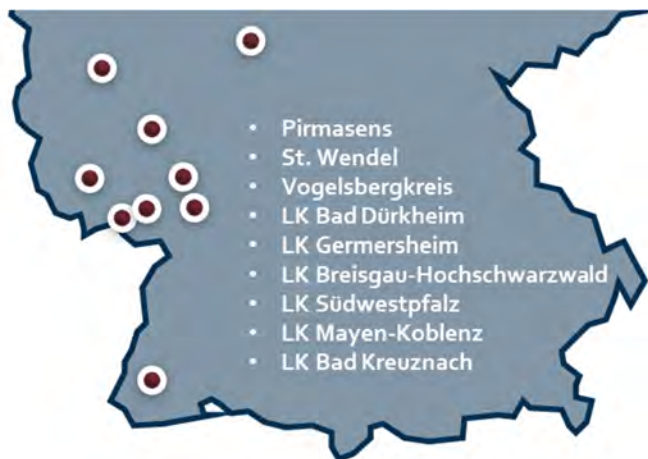 • Pirmasens
• St. Wendel
• Vogelsbergkreis
• LK Bad Dürkheim
• LK Germersheim
• LK Breisgau-Hochschwarzwald
• LK Südwestpfalz
• LK Mayen-Koblenz
• LK Bad Kreuznach